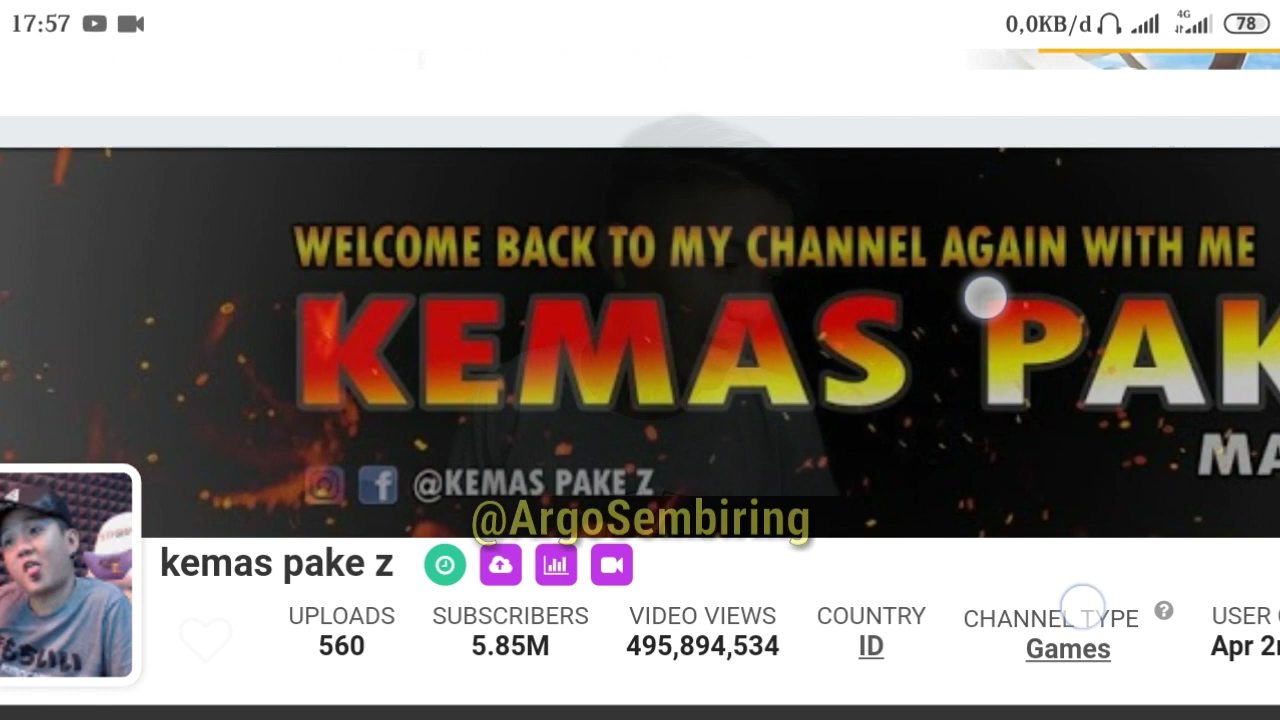 17:57 0,0KB/d 4G 78
WELCOME BACK TO MY CHANNEL AGAIN WITH ME
KEMAS PAK
MA
@KEMAS PAKE Z
@ArgoSembiring
kemas pake z
UPLOADS SUBSCRIBERS VIDEO VIEWS COUNTRY CHANNEL TYPE ? USER
560 5.85M 495,894,534 ID Games Apr 2